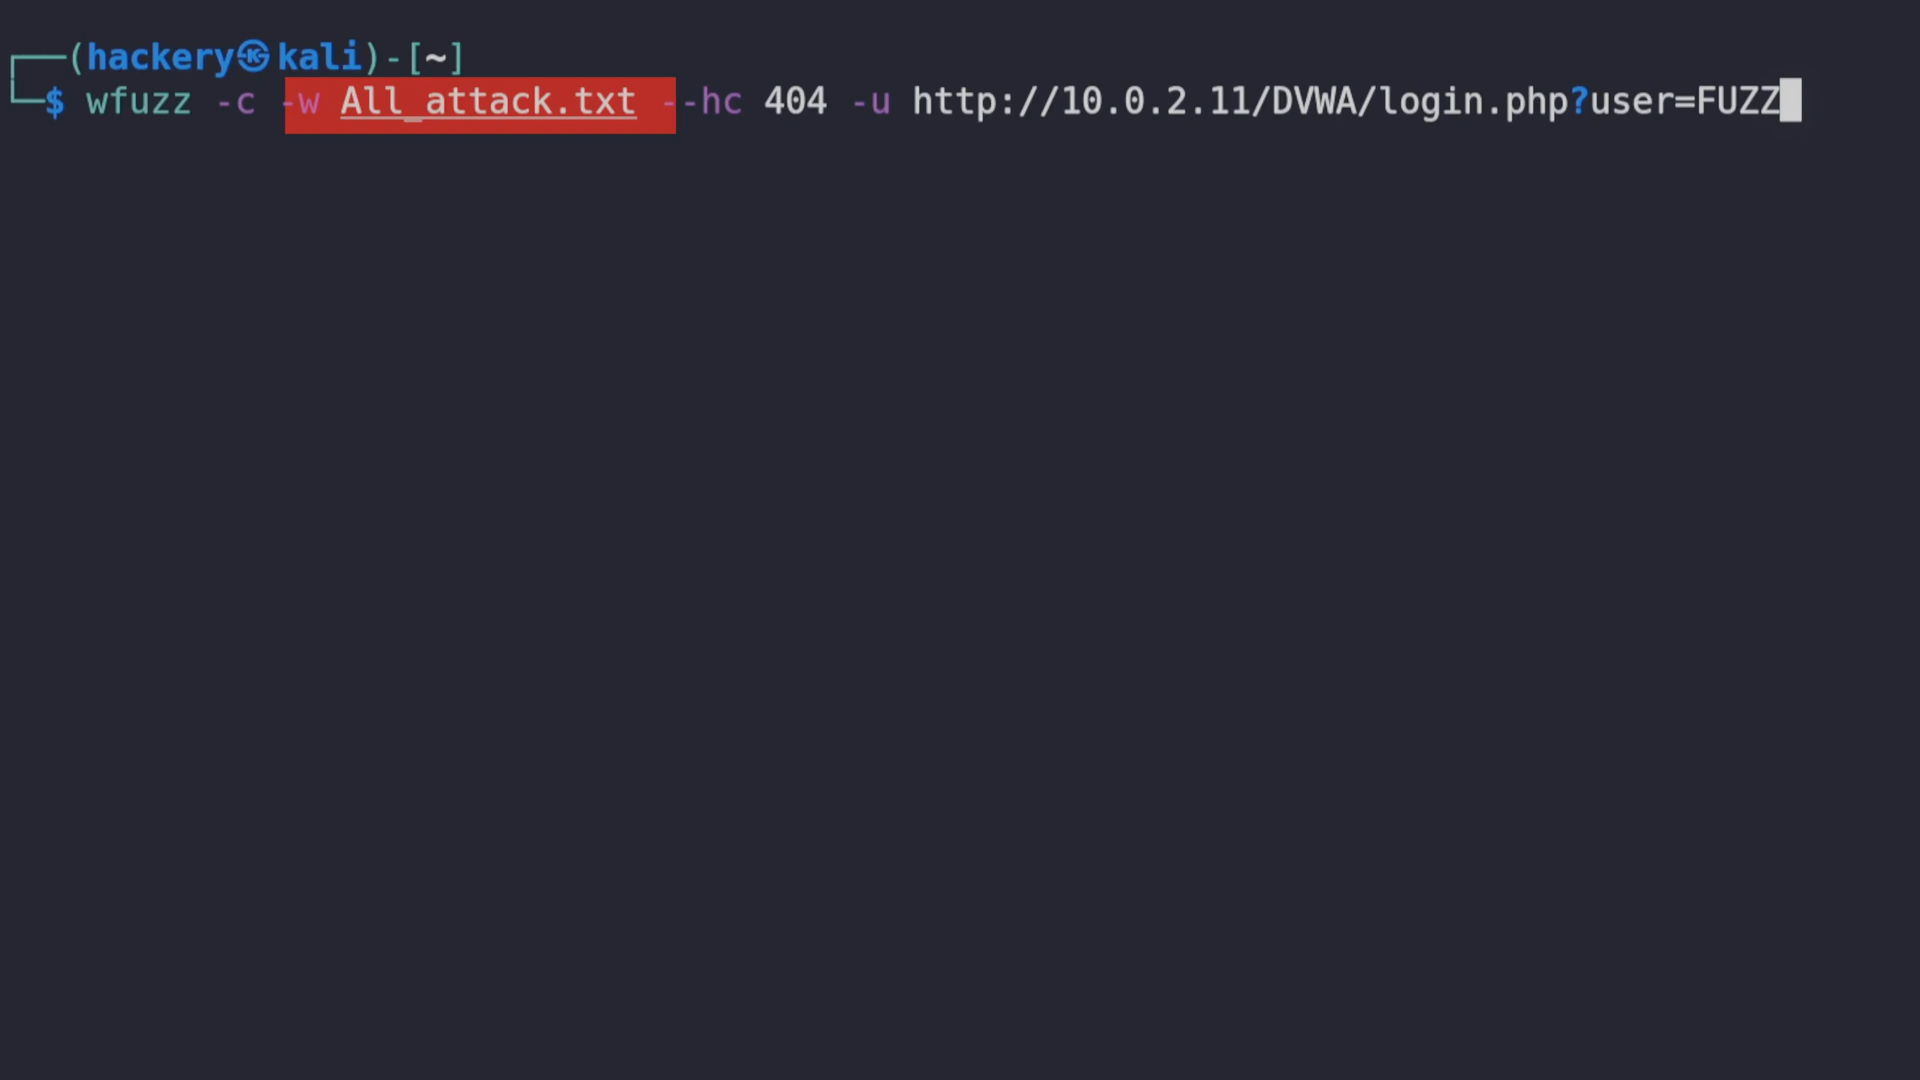 ┌──(hackery㉿kali)-[~]
└─$ wfuzz -c -w All_attack.txt --hc 404 -u http://10.0.2.11/DVWA/login.php?user=FUZZ